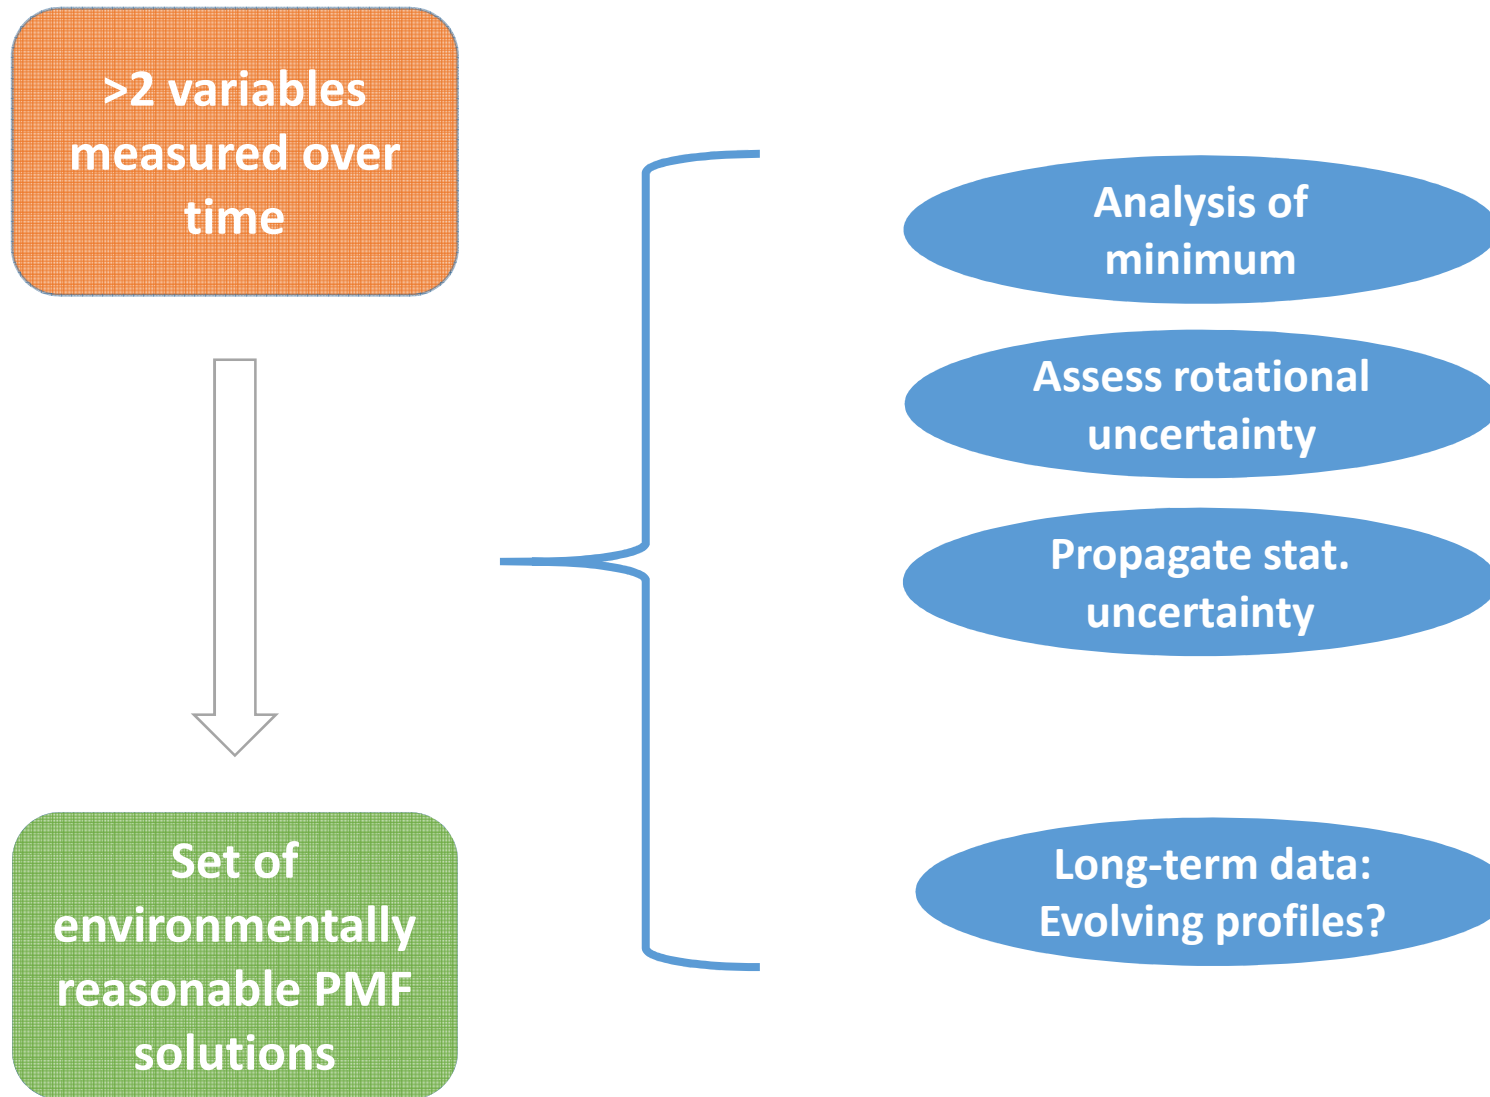 >2 variables
measured over
time
Set of
environmentally
reasonable PMF
solutions
Analysis of
minimum
Assess rotational
uncertainty
Propagate stat.
uncertainty
Long-term data:
Evolving profiles?